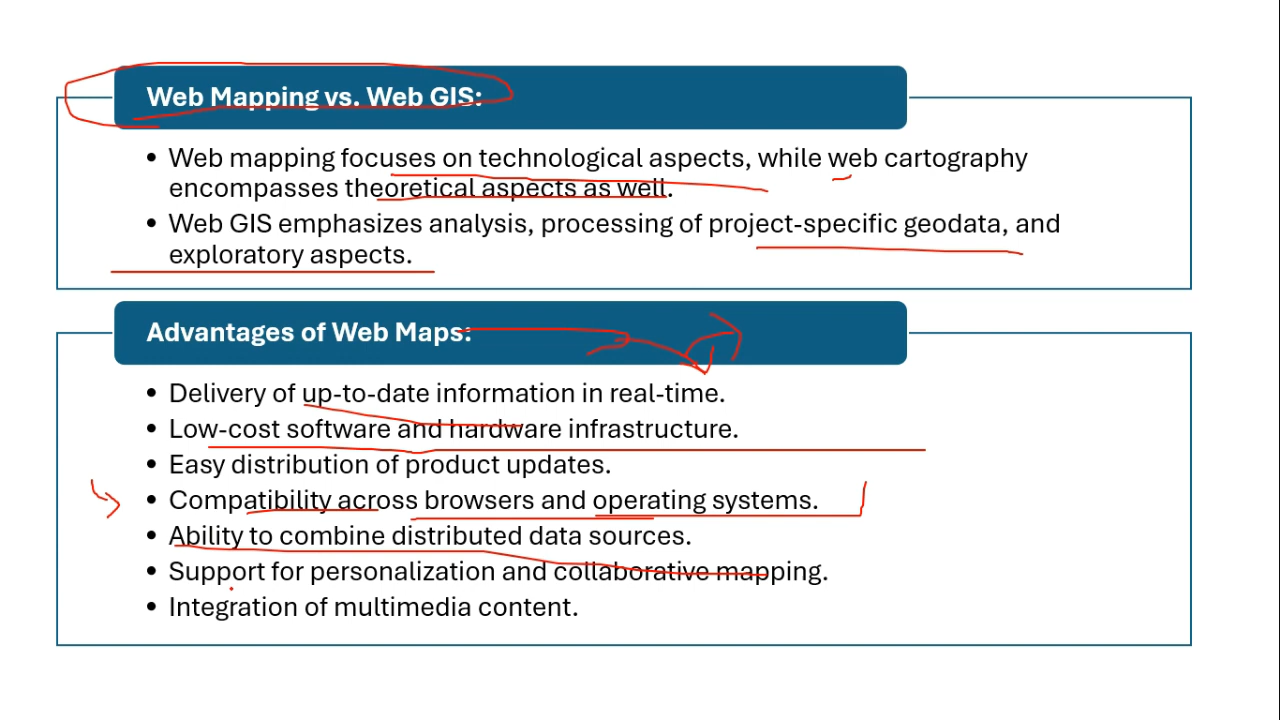 Web Mapping vs. Web GIS:
• Web mapping focuses on technological aspects, while web cartography
encompasses theoretical aspects as well.
• Web GIS emphasizes analysis, processing of project-specific geodata, and
exploratory aspects.
Advantages of Web Maps:
• Delivery of up-to-date information in real-time.
• Low-cost software and hardware infrastructure.
• Easy distribution of product updates.
• Compatibility across browsers and operating systems.
• Ability to combine distributed data sources.
• Support for personalization and collaborative mapping.
• Integration of multimedia content.